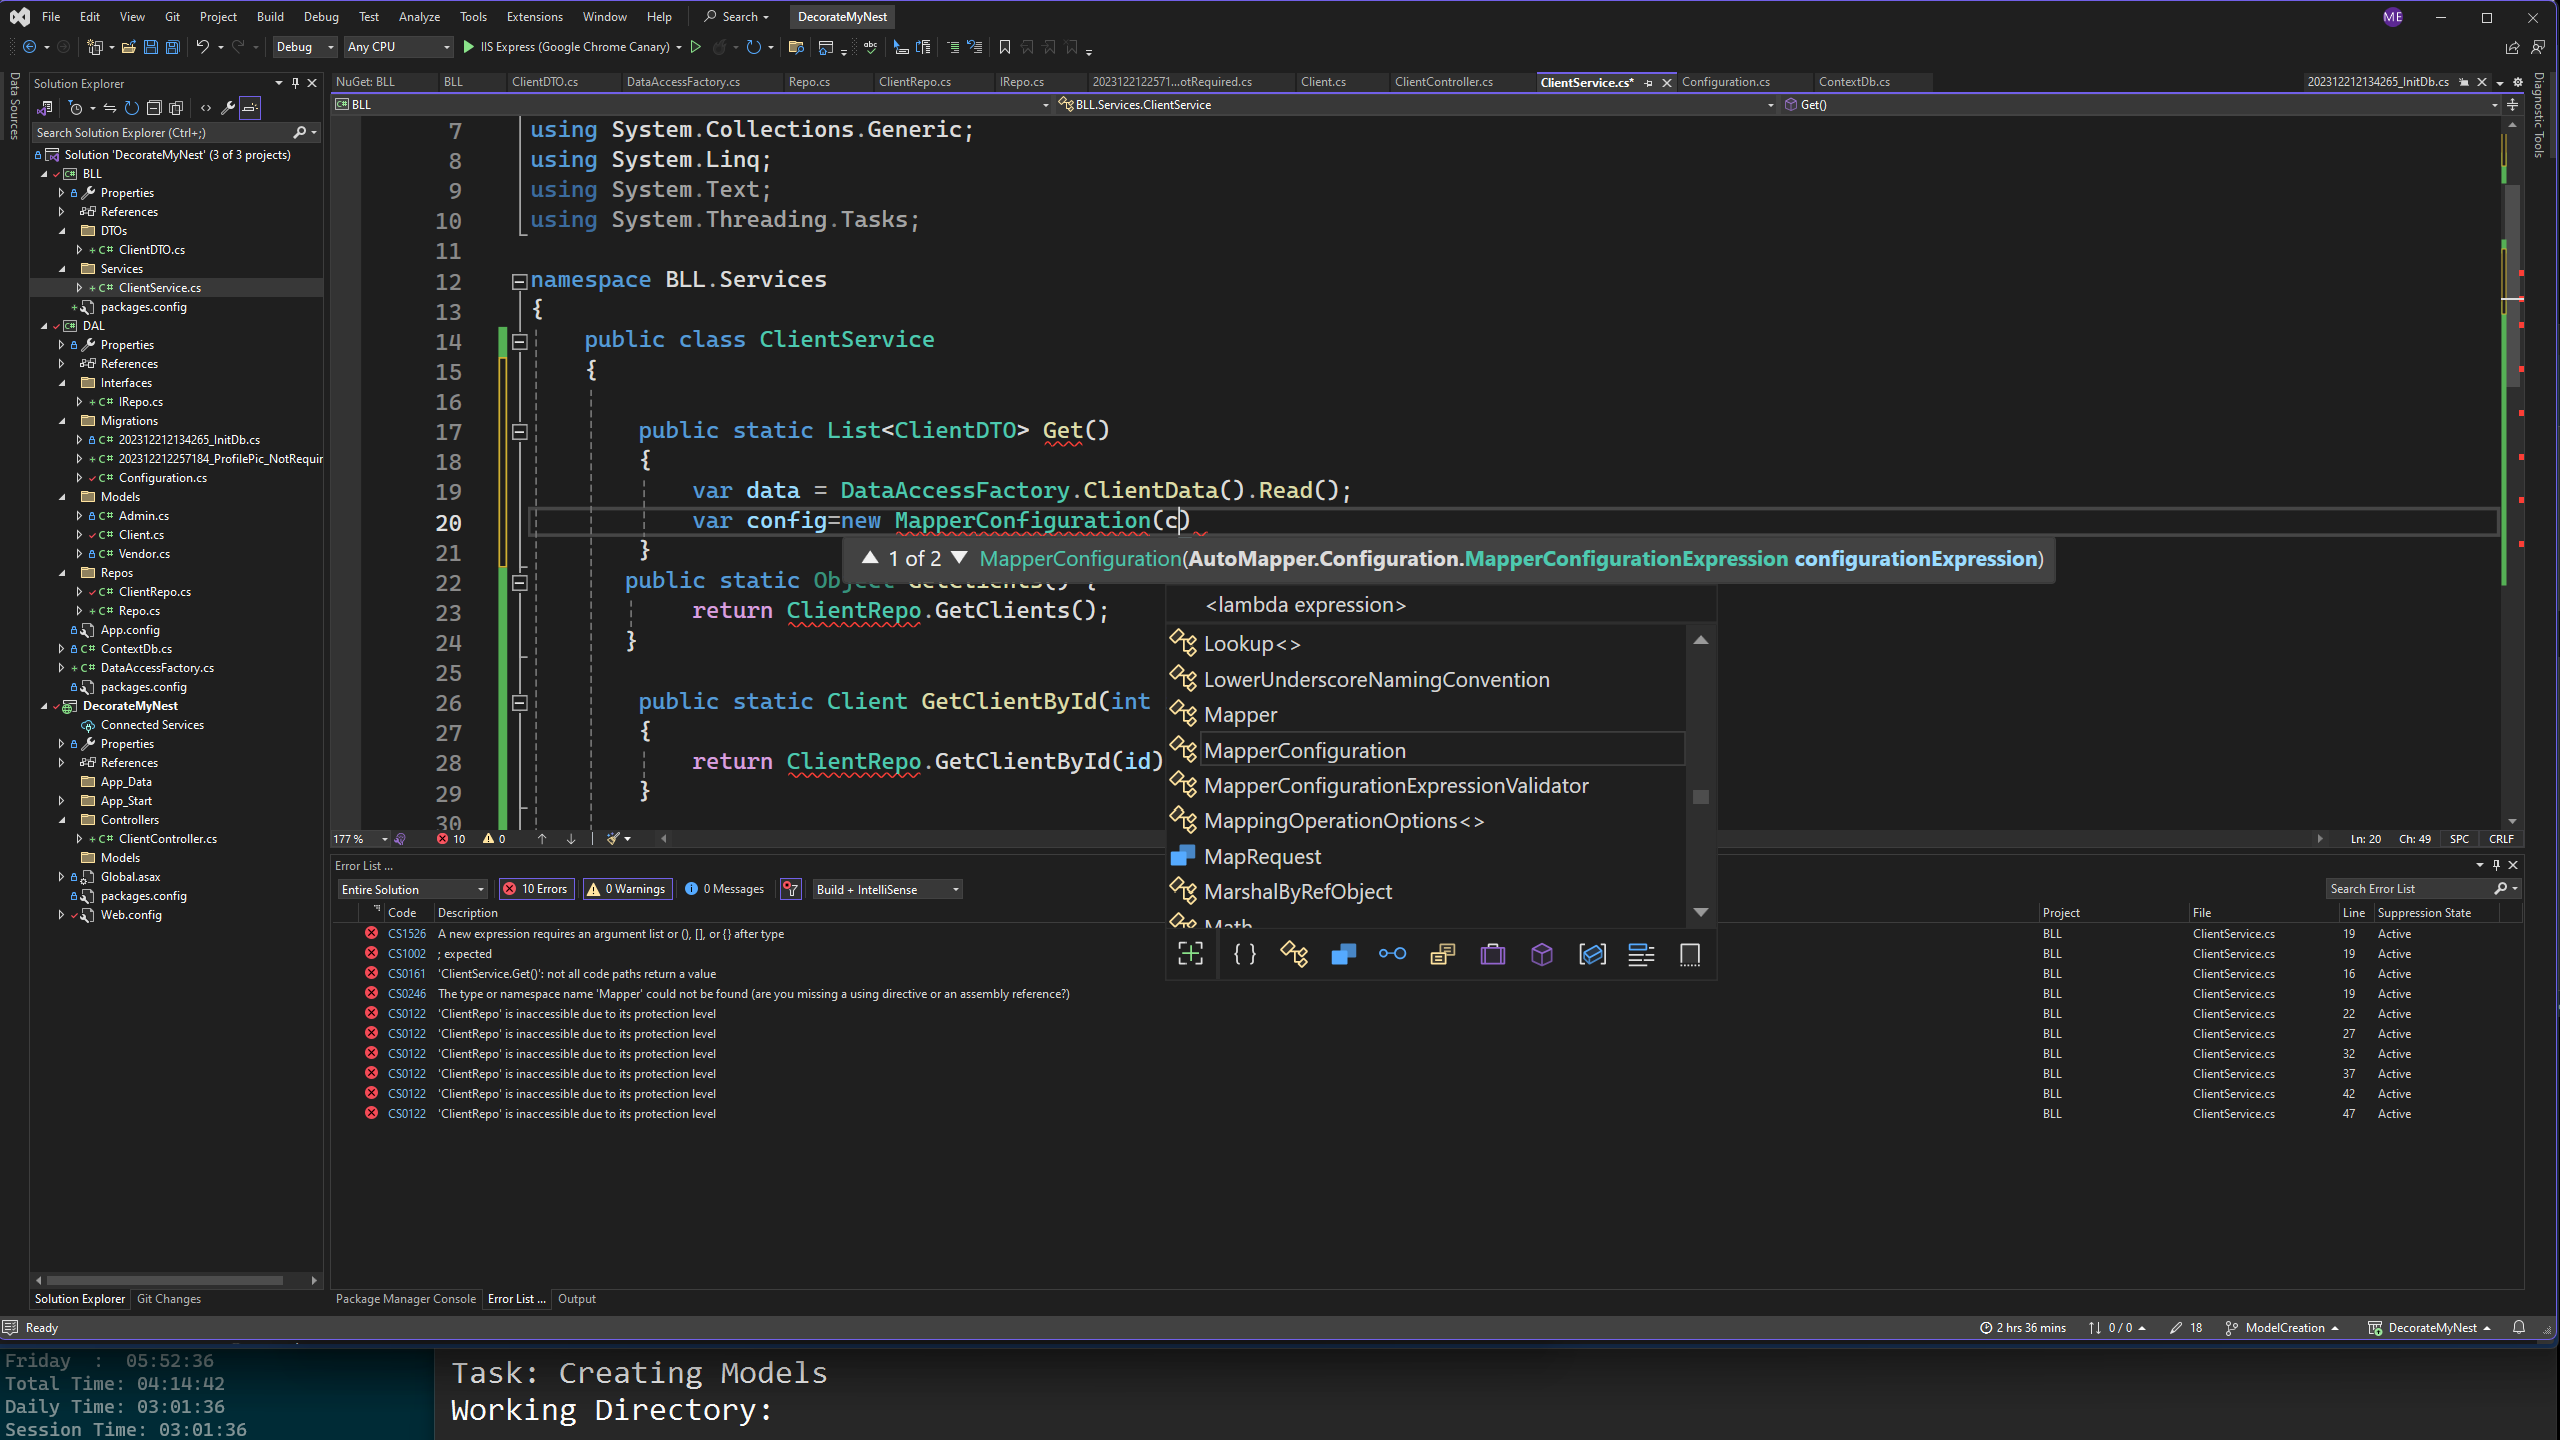 File Edit View Git Project Build Debug Test Analyze Tools Extensions Window Help Search DecorateMyNest ME
Debug Any CPU IIS Express (Google Chrome Canary)
Data Sources
Solution Explorer
Search Solution Explorer (Ctrl+;)
Solution 'DecorateMyNest' (3 of 3 projects)
BLL
Properties
References
DTOs
ClientDTO.cs
Services
ClientService.cs
packages.config
DAL
Properties
References
Interfaces
IRepo.cs
Migrations
202312212134265_InitDb.cs
202312212257184_ProfilePic_NotRequir
Configuration.cs
Models
Admin.cs
Client.cs
Vendor.cs
Repos
ClientRepo.cs
Repo.cs
App.config
ContextDb.cs
DataAccessFactory.cs
packages.config
DecorateMyNest
Connected Services
Properties
References
App_Data
App_Start
Controllers
ClientController.cs
Models
Global.asax
packages.config
Web.config
Solution Explorer Git Changes
NuGet: BLL BLL ClientDTO.cs DataAccessFactory.cs Repo.cs ClientRepo.cs IRepo.cs 2023122122571...otRequired.cs Client.cs ClientController.cs ClientService.cs* Configuration.cs ContextDb.cs 202312212134265_InitDb.cs
BLL BLL.Services.ClientService Get()
Diagnostic Tools
7 using System.Collections.Generic;
8 using System.Linq;
9 using System.Text;
10 using System.Threading.Tasks;
11
12 namespace BLL.Services
13 {
14 public class ClientService
15 {
16
17 public static List<ClientDTO> Get()
18 {
19 var data = DataAccessFactory.ClientData().Read();
20 var config=new MapperConfiguration(c)
21 }
1 of 2 MapperConfiguration(AutoMapper.Configuration.MapperConfigurationExpression configurationExpression)
22 public static Object GetClients() {
23 return ClientRepo.GetClients();
24 }
25
26 public static Client GetClientById(int
27 {
28 return ClientRepo.GetClientById(id)
29 }
30
<lambda expression>
Lookup<>
LowerUnderscoreNamingConvention
Mapper
MapperConfiguration
MapperConfigurationExpressionValidator
MappingOperationOptions<>
MapRequest
MarshalByRefObject
Math
177 % 10 0 Ln: 20 Ch: 49 SPC CRLF
Error List ...
Entire Solution 10 Errors 0 Warnings 0 Messages Build + IntelliSense Search Error List
Code Description Project File Line Suppression State
CS1526 A new expression requires an argument list or (), [], or {} after type BLL ClientService.cs 19 Active
CS1002 ; expected BLL ClientService.cs 19 Active
CS0161 'ClientService.Get()': not all code paths return a value BLL ClientService.cs 16 Active
CS0246 The type or namespace name 'Mapper' could not be found (are you missing a using directive or an assembly reference?) BLL ClientService.cs 19 Active
CS0122 'ClientRepo' is inaccessible due to its protection level BLL ClientService.cs 22 Active
CS0122 'ClientRepo' is inaccessible due to its protection level BLL ClientService.cs 27 Active
CS0122 'ClientRepo' is inaccessible due to its protection level BLL ClientService.cs 32 Active
CS0122 'ClientRepo' is inaccessible due to its protection level BLL ClientService.cs 37 Active
CS0122 'ClientRepo' is inaccessible due to its protection level BLL ClientService.cs 42 Active
CS0122 'ClientRepo' is inaccessible due to its protection level BLL ClientService.cs 47 Active
Package Manager Console Error List ... Output
Ready 2 hrs 36 mins 0 / 0 18 ModelCreation DecorateMyNest
Friday : 05:52:36
Total Time: 04:14:42
Daily Time: 03:01:36
Session Time: 03:01:36
Task: Creating Models
Working Directory: